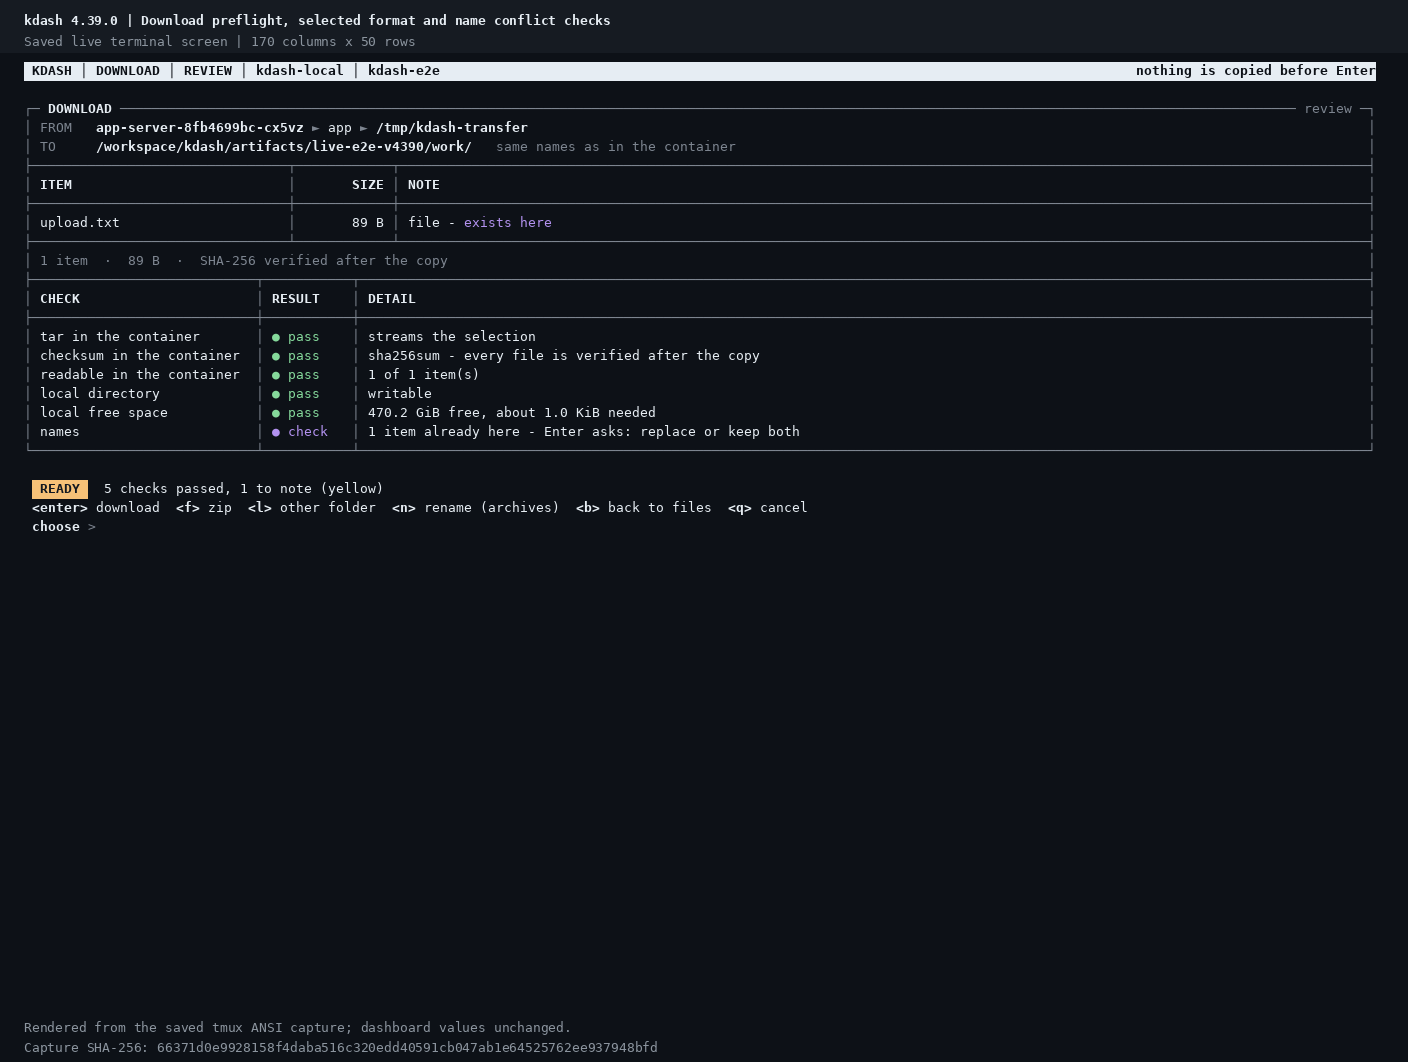 kdash 4.39.0 | Download preflight, selected format and name conflict checks
Saved live terminal screen | 170 columns x 50 rows
KDASH │ DOWNLOAD │ REVIEW │ kdash-local │ kdash-e2e nothing is copied before Enter
DOWNLOAD review
FROM app-server-8fb4699bc-cx5vz ► app ► /tmp/kdash-transfer
TO /workspace/kdash/artifacts/live-e2e-v4390/work/ same names as in the container
ITEM │ SIZE │ NOTE
upload.txt │ 89 B │ file - exists here
1 item · 89 B · SHA-256 verified after the copy
CHECK │ RESULT │ DETAIL
tar in the container │ ● pass │ streams the selection
checksum in the container │ ● pass │ sha256sum - every file is verified after the copy
readable in the container │ ● pass │ 1 of 1 item(s)
local directory │ ● pass │ writable
local free space │ ● pass │ 470.2 GiB free, about 1.0 KiB needed
names │ ● check │ 1 item already here - Enter asks: replace or keep both
READY 5 checks passed, 1 to note (yellow)
<enter> download <f> zip <l> other folder <n> rename (archives) <b> back to files <q> cancel
choose >
Rendered from the saved tmux ANSI capture; dashboard values unchanged.
Capture SHA-256: 66371d0e9928158f4daba516c320edd40591cb047ab1e64525762ee937948bfd